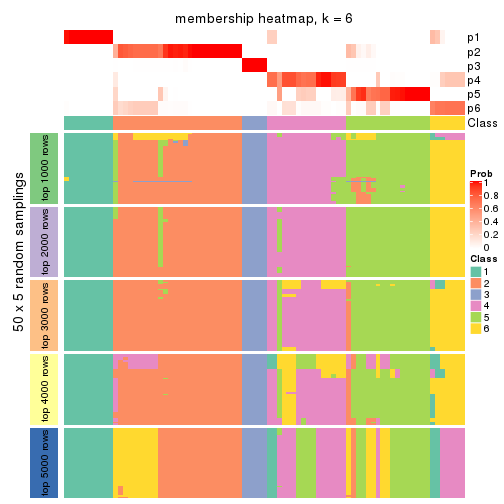 membership heatmap, k = 6
p1
p2
p3
p4
p5
p6
Class
50 x 5 random samplings
top 1000 rows
top 2000 rows
top 3000 rows
top 4000 rows
top 5000 rows
Prob
1
0.8
0.6
0.4
0.2
0
Class
1
2
3
4
5
6